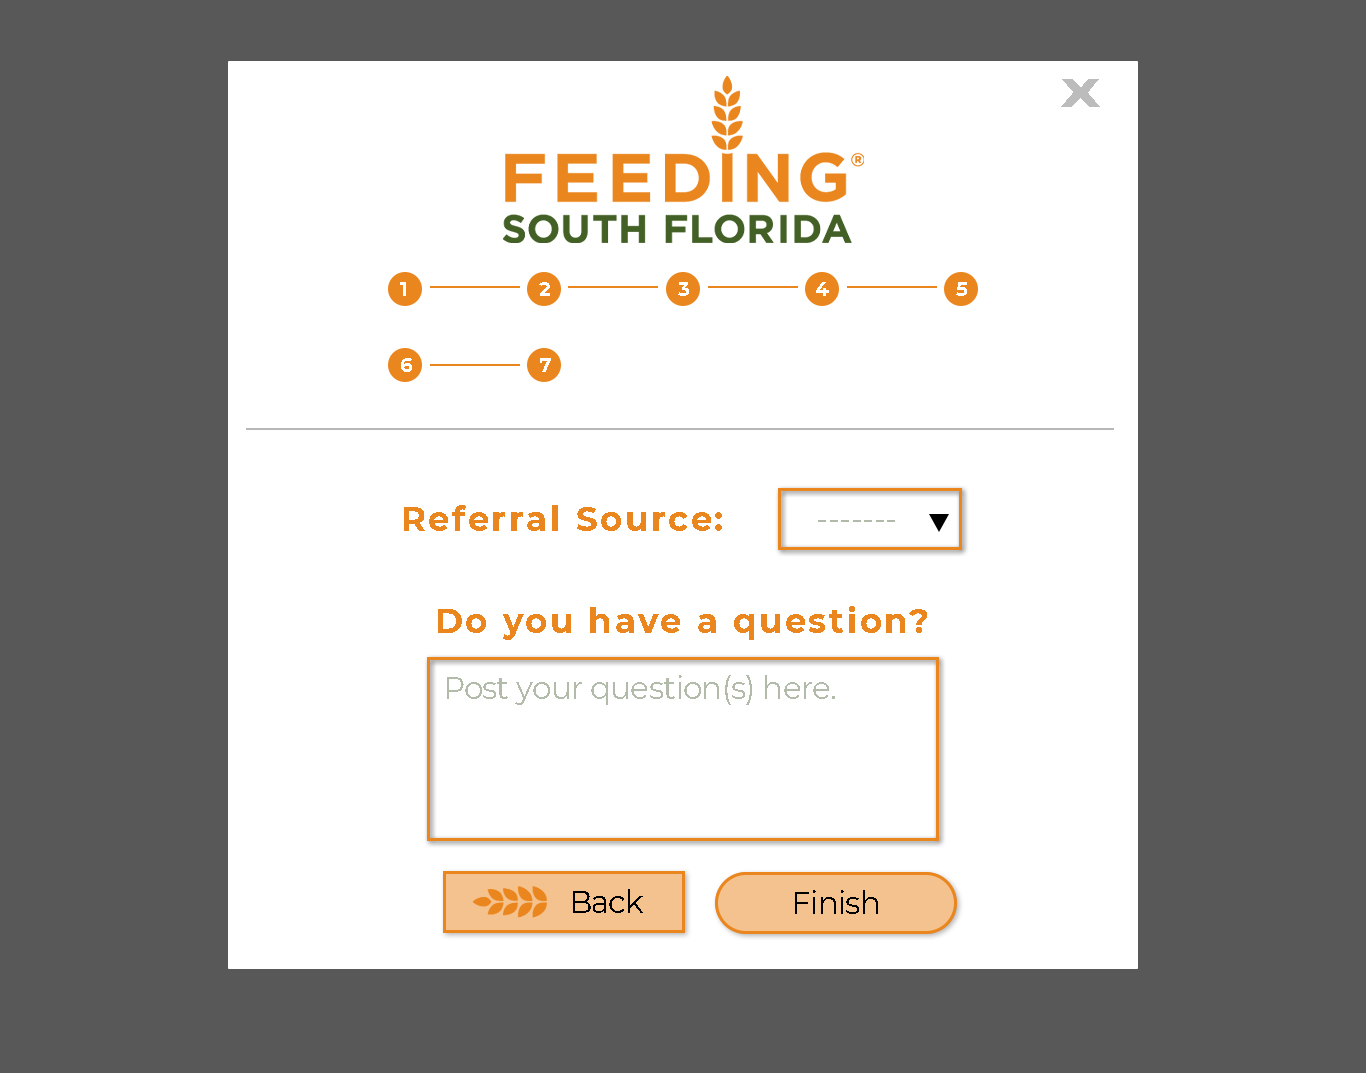 X
FEEDING®
SOUTH FLORIDA
1 2 3 4 5
6 7
Referral Source: -------
Do you have a question?
Post your question(s) here.
Back Finish